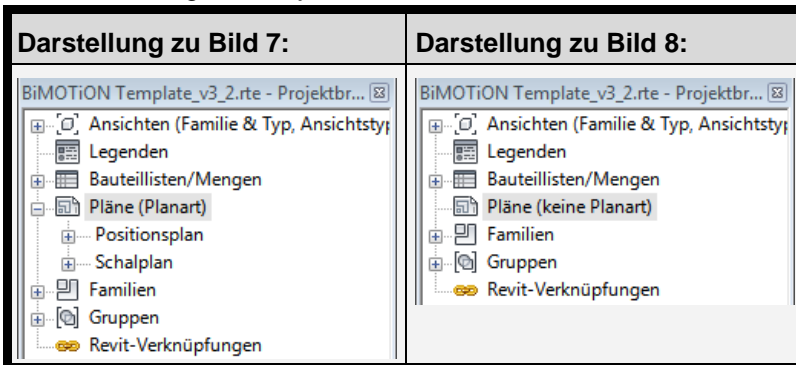 Darstellung zu Bild 7:
BiMOTiON Template_v3_2.rte - Projektbr...
Ansichten (Familie & Typ, Ansichtstyp
Legenden
Bauteillisten/Mengen
Pläne (Planart)
Positionsplan
Schalplan
Familien
Gruppen
Revit-Verknüpfungen
Darstellung zu Bild 8:
BiMOTiON Template_v3_2.rte - Projektbr...
Ansichten (Familie & Typ, Ansichtstyp
Legenden
Bauteillisten/Mengen
Pläne (keine Planart)
Familien
Gruppen
Revit-Verknüpfungen